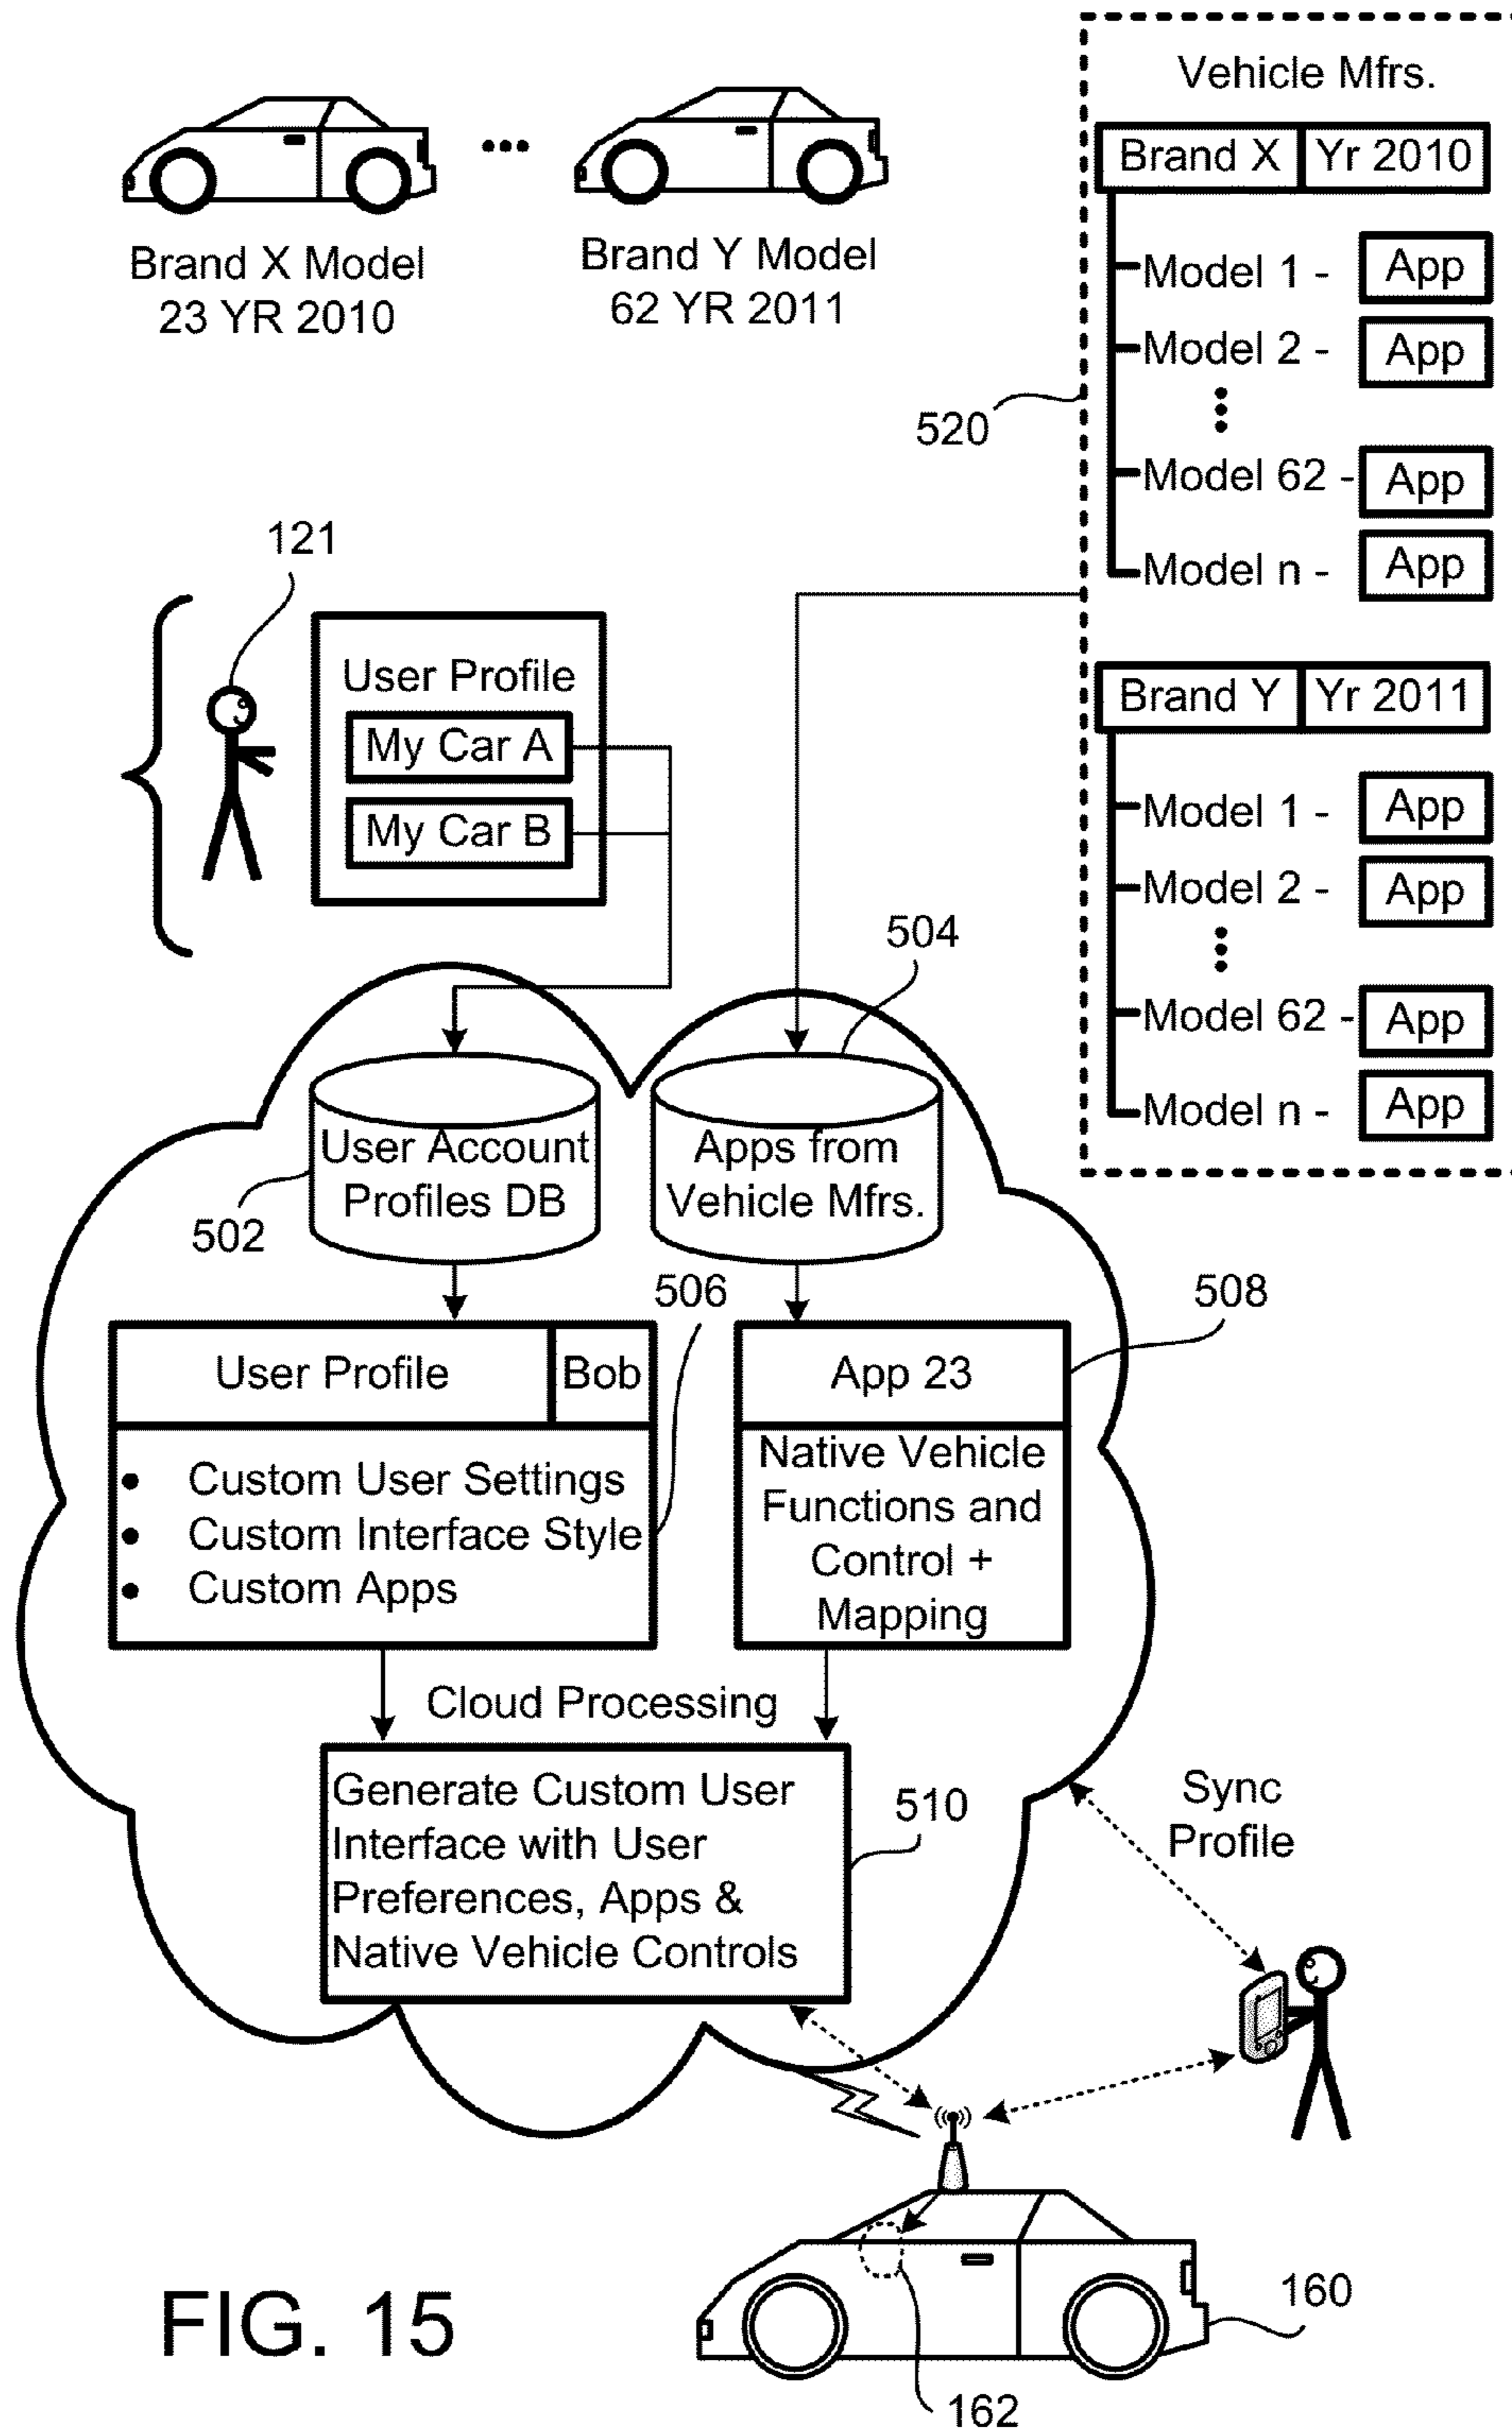 Brand X Model
23 YR 2010
Brand Y Model
62 YR 2011
Vehicle Mfrs.
Brand X Yr 2010
Model 1 - App
Model 2 - App
Model 62 - App
Model n - App
520
Brand Y Yr 2011
Model 1 - App
Model 2 - App
Model 62 - App
Model n - App
121
User Profile
My Car A
My Car B
504
User Account
Profiles DB
502
Apps from
Vehicle Mfrs.
506
508
User Profile Bob
• Custom User Settings
• Custom Interface Style
• Custom Apps
App 23
Native Vehicle
Functions and
Control +
Mapping
Cloud Processing
Generate Custom User
Interface with User
Preferences, Apps &
Native Vehicle Controls
510
Sync
Profile
160
162
FIG. 15